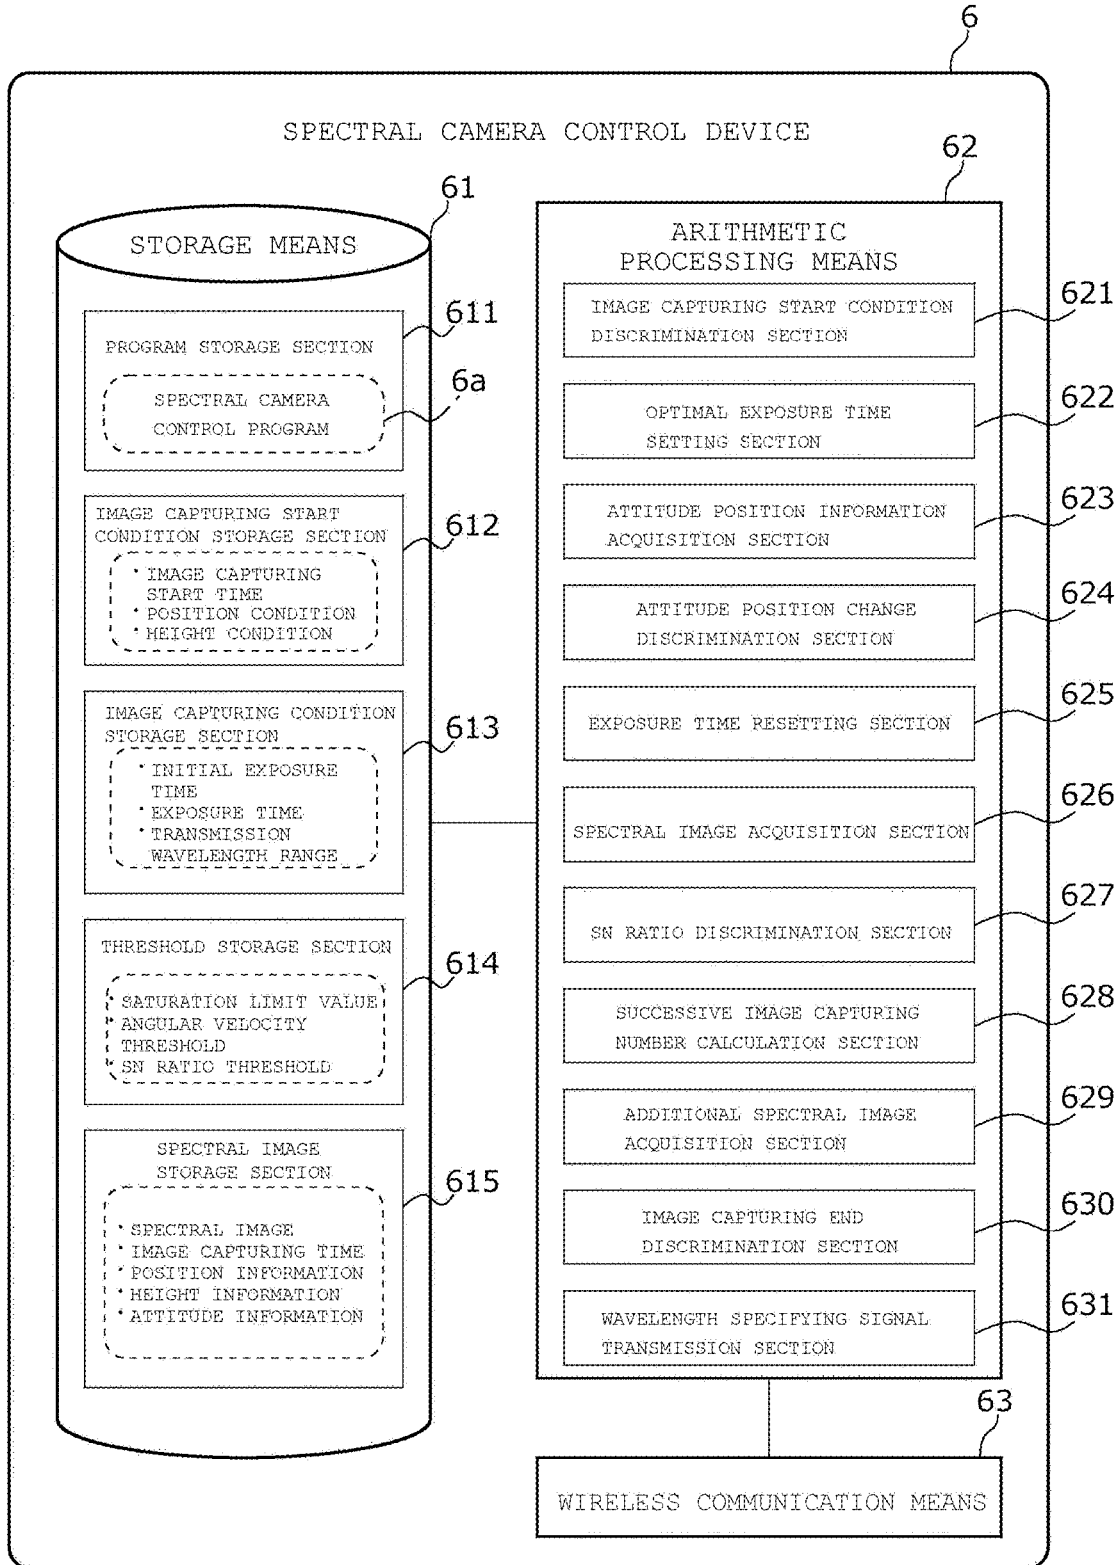 6
SPECTRAL CAMERA CONTROL DEVICE
61
STORAGE MEANS
611
PROGRAM STORAGE SECTION
6a
SPECTRAL CAMERA
CONTROL PROGRAM
612
IMAGE CAPTURING START
CONDITION STORAGE SECTION
・IMAGE CAPTURING
START TIME
・POSITION CONDITION
・HEIGHT CONDITION
613
IMAGE CAPTURING CONDITION
STORAGE SECTION
・INITIAL EXPOSURE
TIME
・EXPOSURE TIME
・TRANSMISSION
WAVELENGTH RANGE
614
THRESHOLD STORAGE SECTION
・SATURATION LIMIT VALUE
・ANGULAR VELOCITY
THRESHOLD
・SN RATIO THRESHOLD
615
SPECTRAL IMAGE
STORAGE SECTION
・SPECTRAL IMAGE
・IMAGE CAPTURING TIME
・POSITION INFORMATION
・HEIGHT INFORMATION
・ATTITUDE INFORMATION
62
ARITHMETIC
PROCESSING MEANS
621
IMAGE CAPTURING START CONDITION
DISCRIMINATION SECTION
622
OPTIMAL EXPOSURE TIME
SETTING SECTION
623
ATTITUDE POSITION INFORMATION
ACQUISITION SECTION
624
ATTITUDE POSITION CHANGE
DISCRIMINATION SECTION
625
EXPOSURE TIME RESETTING SECTION
626
SPECTRAL IMAGE ACQUISITION SECTION
627
SN RATIO DISCRIMINATION SECTION
628
SUCCESSIVE IMAGE CAPTURING
NUMBER CALCULATION SECTION
629
ADDITIONAL SPECTRAL IMAGE
ACQUISITION SECTION
630
IMAGE CAPTURING END
DISCRIMINATION SECTION
631
WAVELENGTH SPECIFYING SIGNAL
TRANSMISSION SECTION
63
WIRELESS COMMUNICATION MEANS